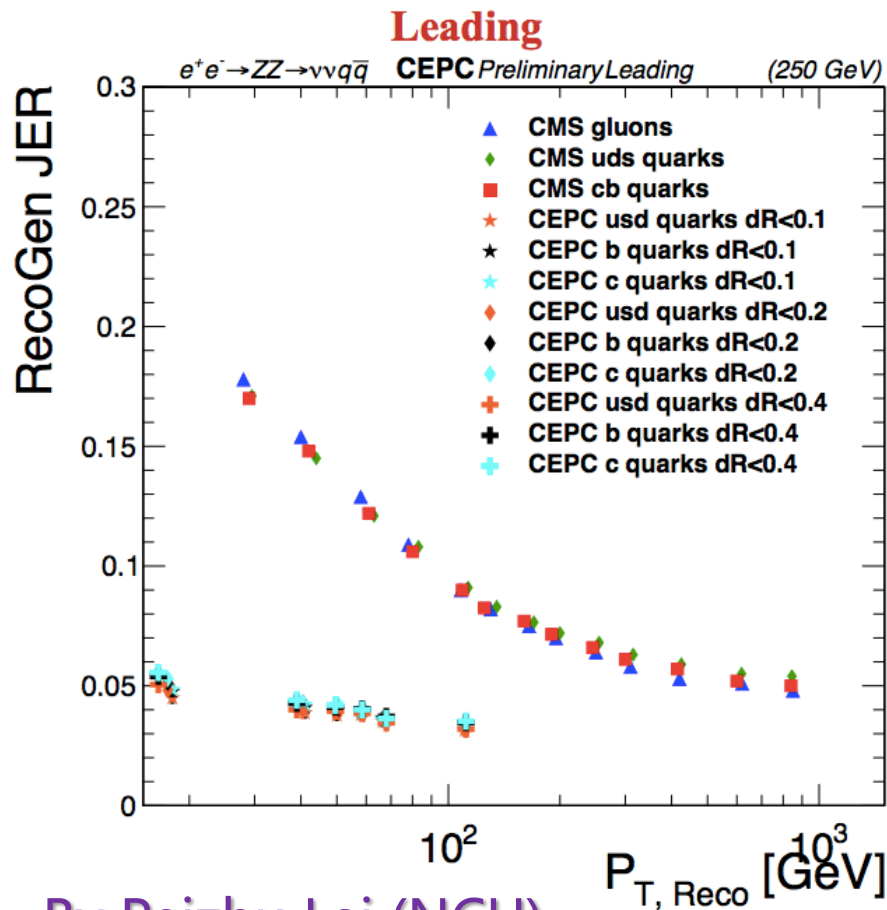 Leading
e⁺e⁻→ZZ→ννqq̅ CEPC Preliminary Leading (250 GeV)
RecoGen JER
0.3
0.25
0.2
0.15
0.1
0.05
0
CMS gluons
CMS uds quarks
CMS cb quarks
CEPC usd quarks dR<0.1
CEPC b quarks dR<0.1
CEPC c quarks dR<0.1
CEPC usd quarks dR<0.2
CEPC b quarks dR<0.2
CEPC c quarks dR<0.2
CEPC usd quarks dR<0.4
CEPC b quarks dR<0.4
CEPC c quarks dR<0.4
10² 10³
P_T, Reco [GeV]